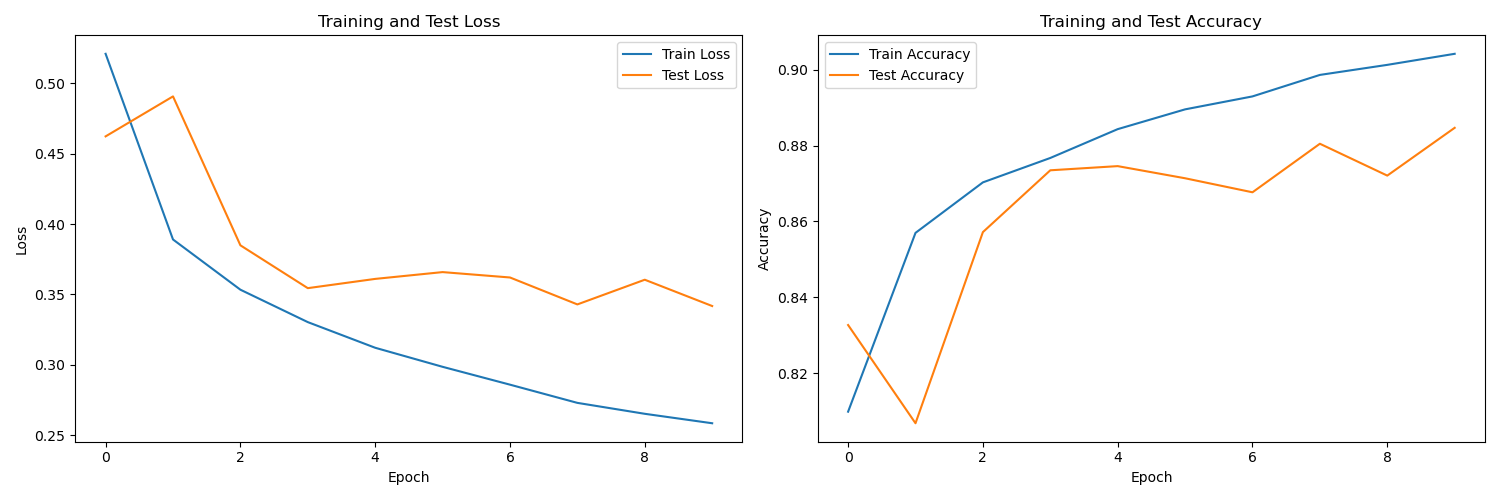 Training and Test Loss
Train Loss
Test Loss
0.50
0.45
0.40
0.35
0.30
0.25
Loss
0 2 4 6 8
Epoch
Training and Test Accuracy
Train Accuracy
Test Accuracy
0.90
0.88
0.86
0.84
0.82
Accuracy
0 2 4 6 8
Epoch